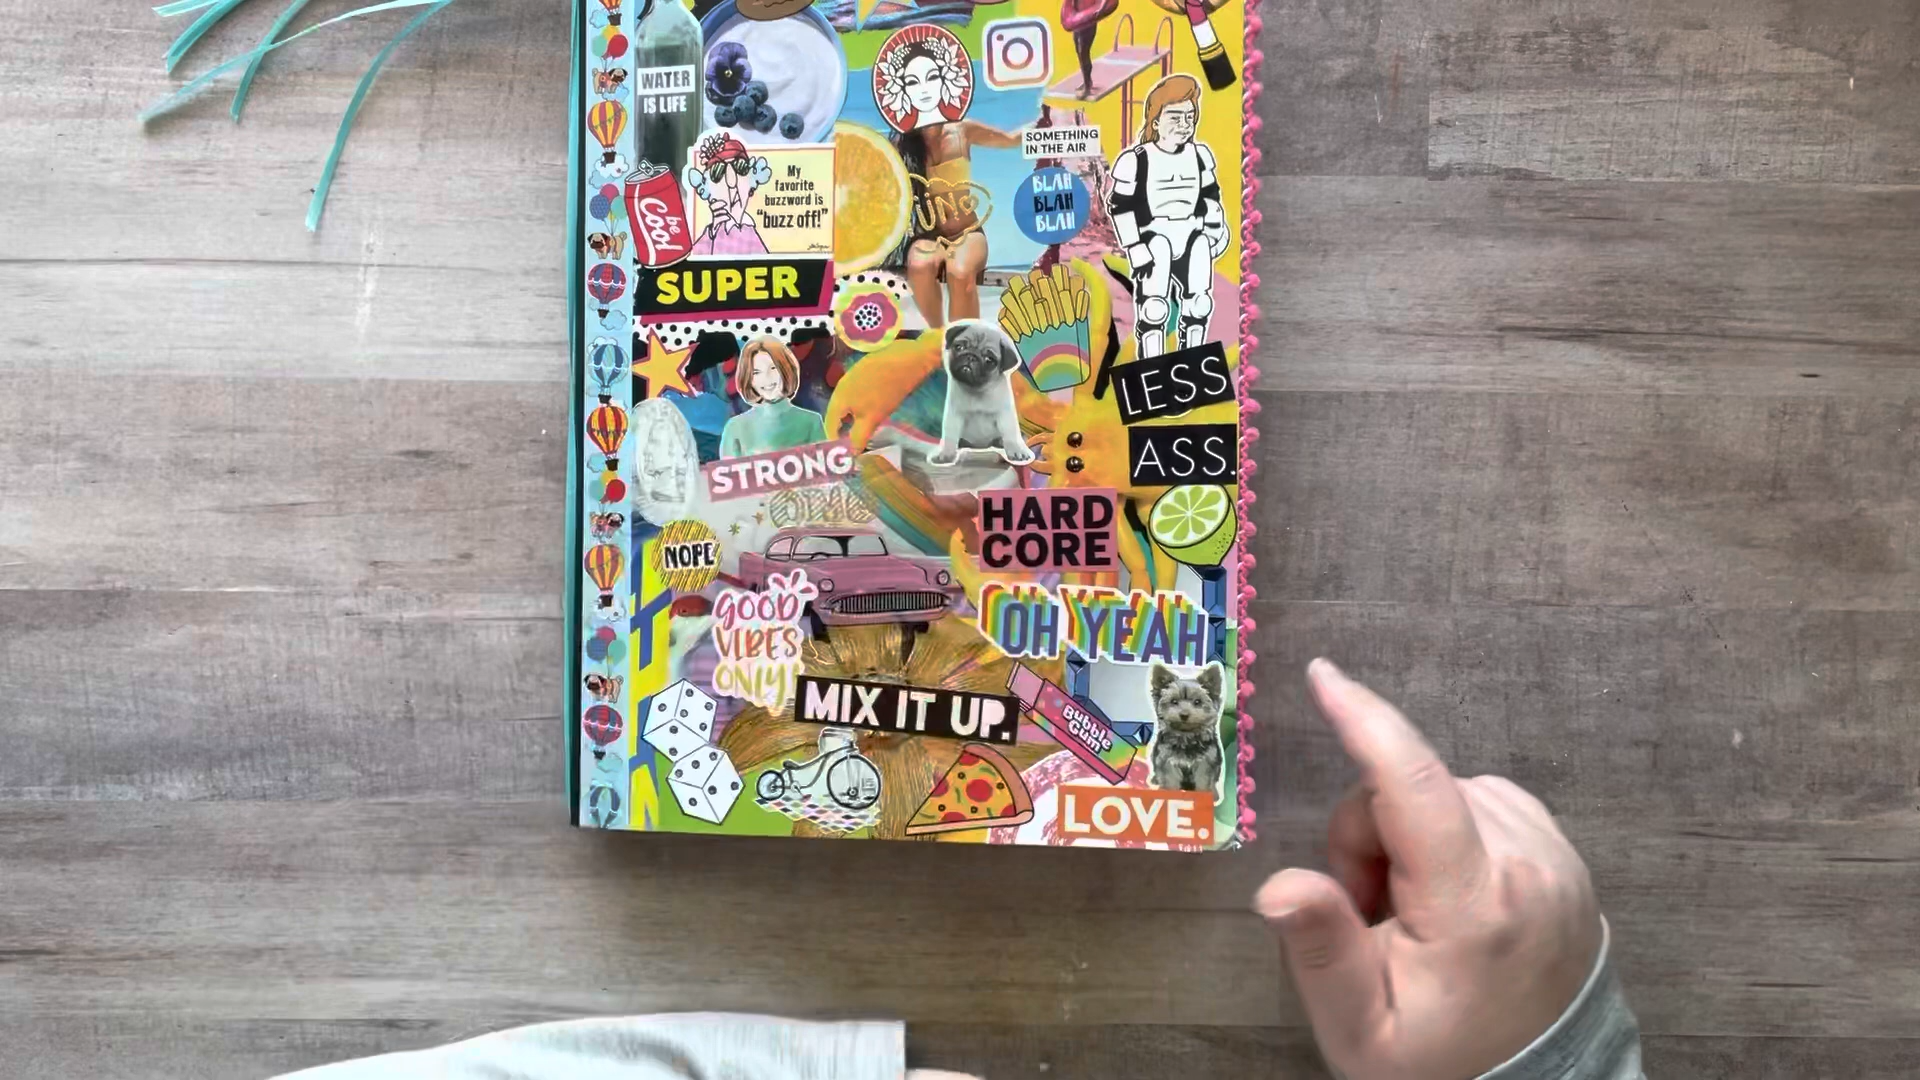 WATER
IS LIFE
SOMETHING
IN THE AIR
My
favorite
buzzword is
"buzz off!"
BLAH
BLAH
BLAH
be
Cool
UNO
SUPER
LESS
ASS.
STRONG
HARD
CORE
NOPE
GOOD
VIBES
ONLY!
OH YEAH
MIX IT UP.
Bubble
Gum
LOVE.